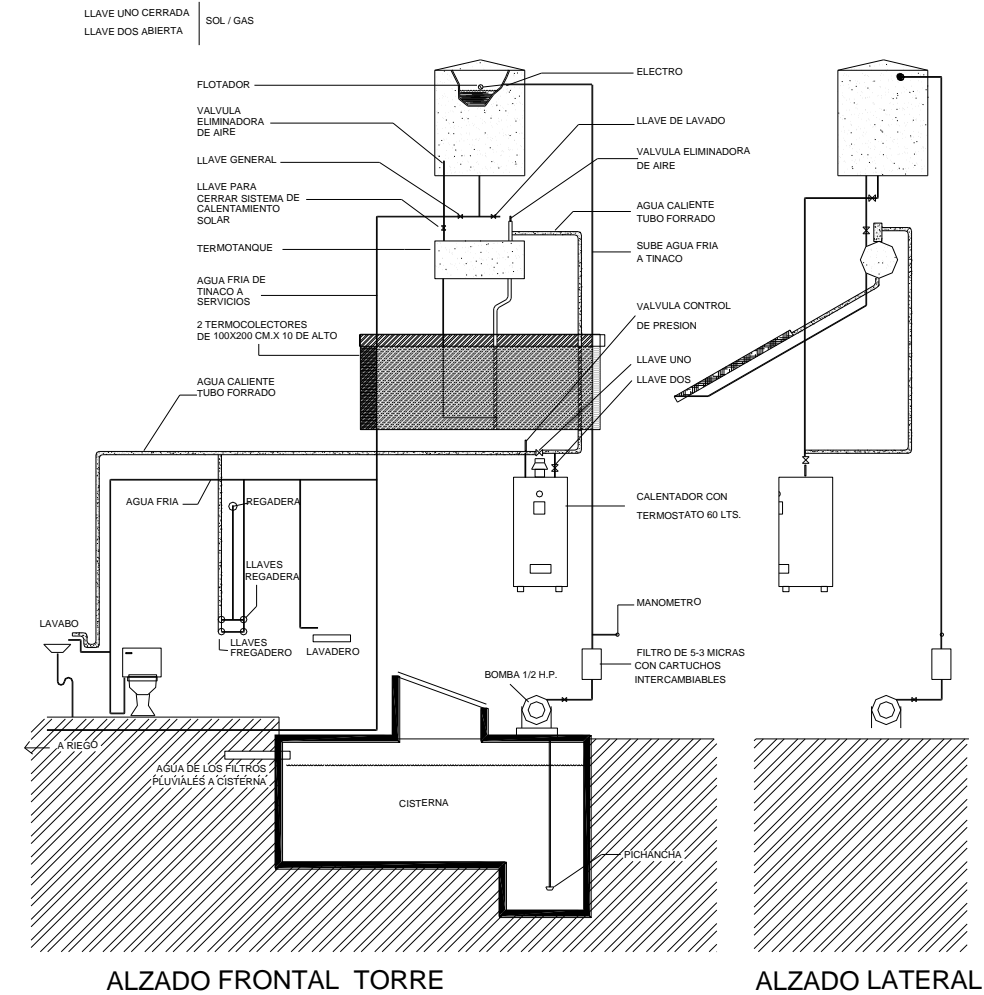 LLAVE UNO CERRADA
LLAVE DOS ABIERTA
SOL / GAS
FLOTADOR
VALVULA
ELIMINADORA
DE AIRE
LLAVE GENERAL
LLAVE PARA
CERRAR SISTEMA DE
CALENTAMIENTO
SOLAR
TERMOTANQUE
AGUA FRIA DE
TINACO A
SERVICIOS
2 TERMOCOLECTORES
DE 100X200 CM.X 10 DE ALTO
AGUA CALIENTE
TUBO FORRADO
ELECTRO
LLAVE DE LAVADO
VALVULA ELIMINADORA
DE AIRE
AGUA CALIENTE
TUBO FORRADO
SUBE AGUA FRIA
A TINACO
VALVULA CONTROL
DE PRESION
LLAVE UNO
LLAVE DOS
CALENTADOR CON
TERMOSTATO 60 LTS.
MANOMETRO
FILTRO DE 5-3 MICRAS
CON CARTUCHOS
INTERCAMBIABLES
AGUA FRIA
REGADERA
LLAVES
REGADERA
LAVABO
LLAVES
FREGADERO
LAVADERO
BOMBA 1/2 H.P.
A RIEGO
AGUA DE LOS FILTROS
PLUVIALES A CISTERNA
CISTERNA
PICHANCHA
ALZADO FRONTAL TORRE
ALZADO LATERAL